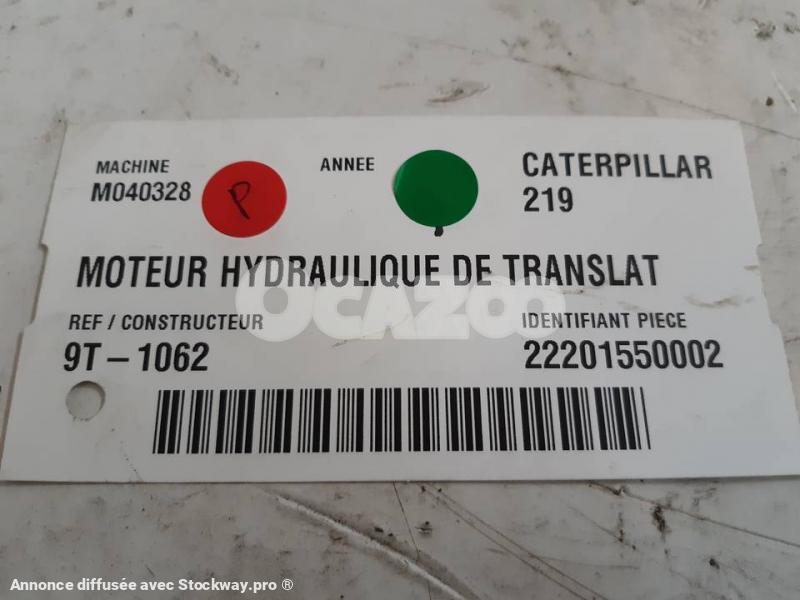 MACHINE
M040328
P
ANNEE
CATERPILLAR
219
MOTEUR HYDRAULIQUE DE TRANSLAT
OCAZOO
REF / CONSTRUCTEUR
9T-1062
IDENTIFIANT PIECE
22201550002
Annonce diffusée avec Stockway.pro ®